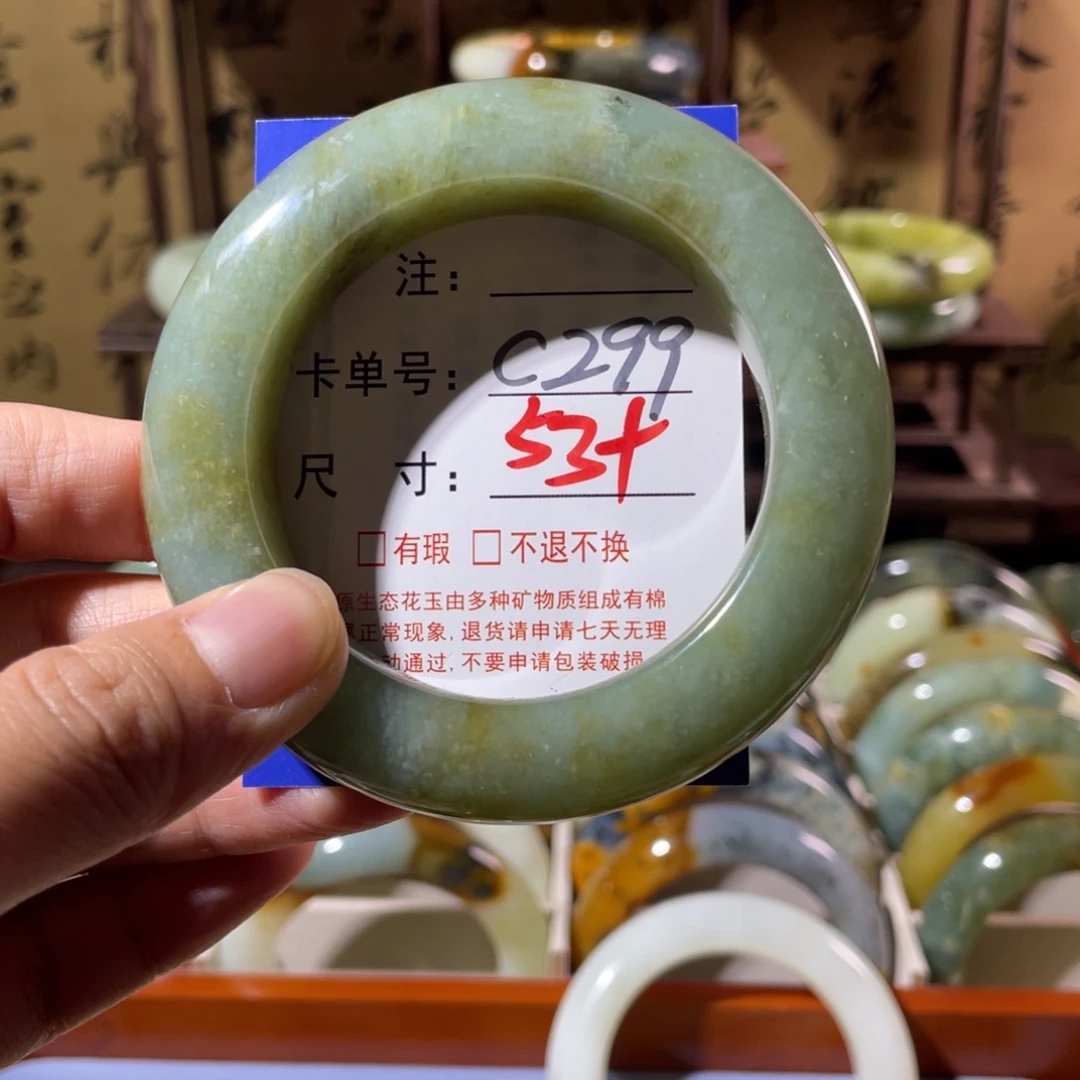 注：
卡单号：C299
尺 寸：53+
□有瑕 □不退不换
原生态花玉由多种矿物质组成有棉
正常现象，退货请申请七天无理
动通过，不要申请包装破损